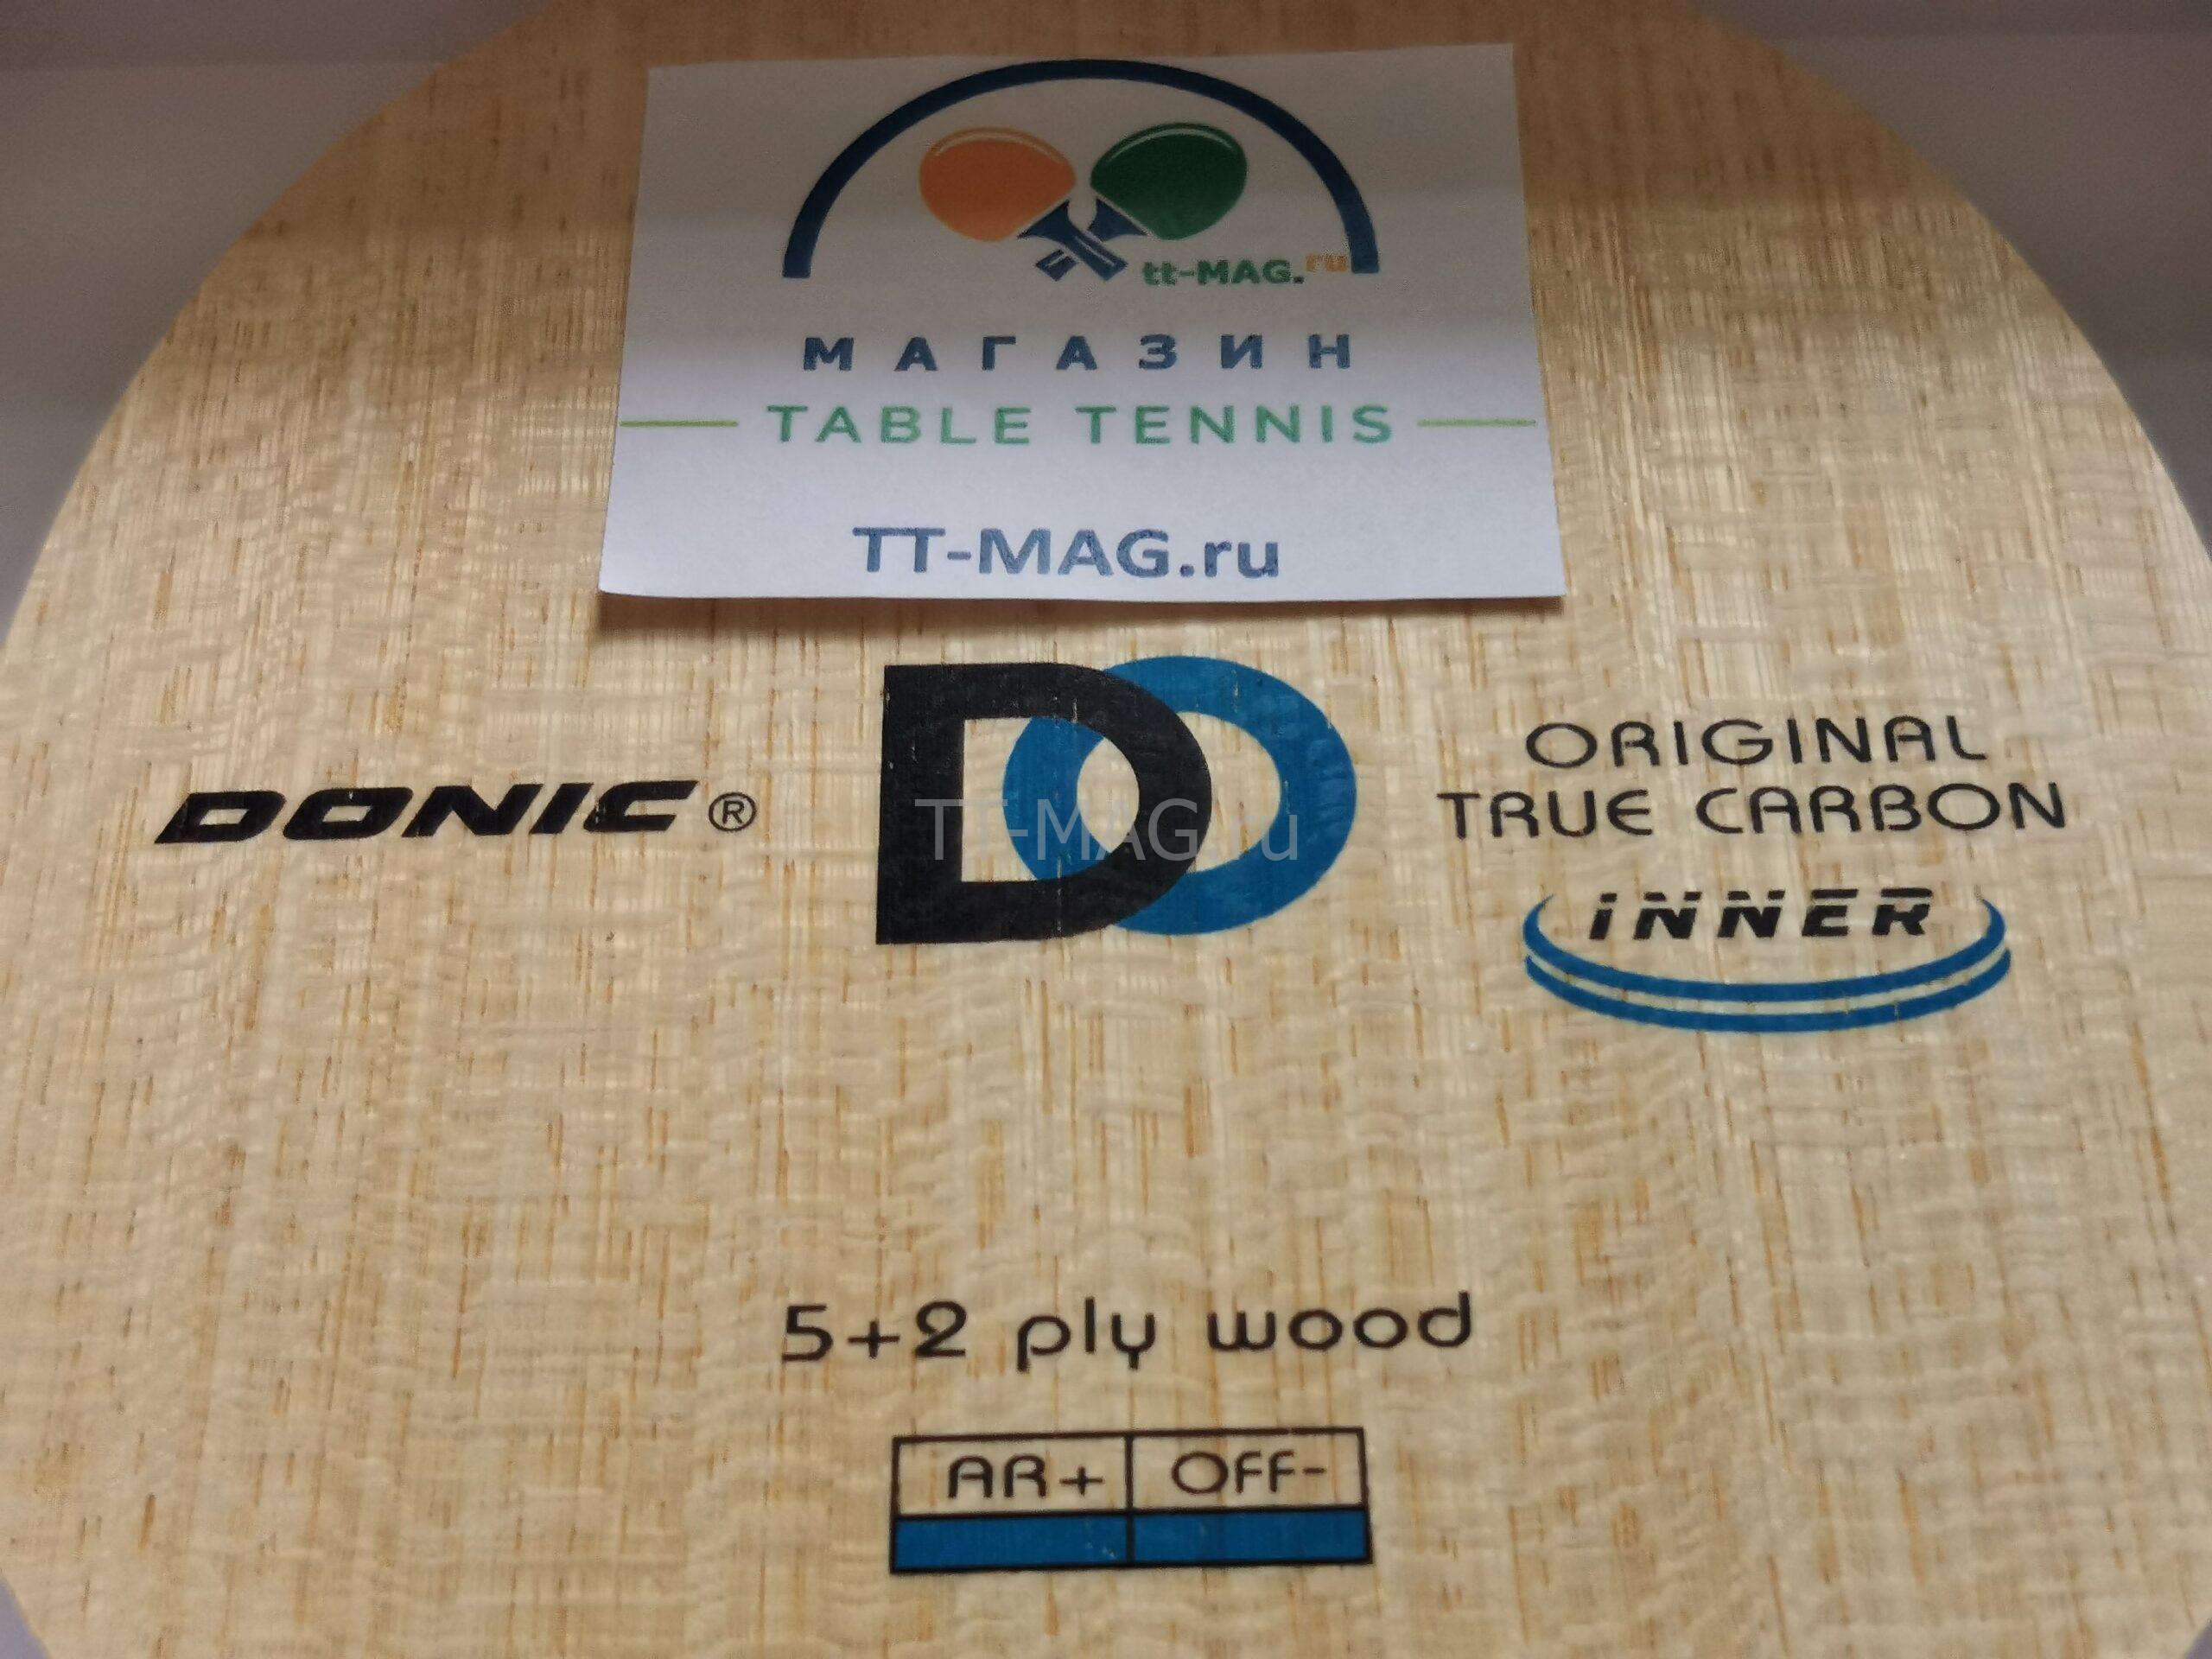 tt-MAG.ru
МАГАЗИН
TABLE TENNIS
TT-MAG.ru
DONIC®
DO
TT-MAG.ru
ORIGINAL
TRUE CARBON
INNER
5+2 ply wood
AR+ OFF-